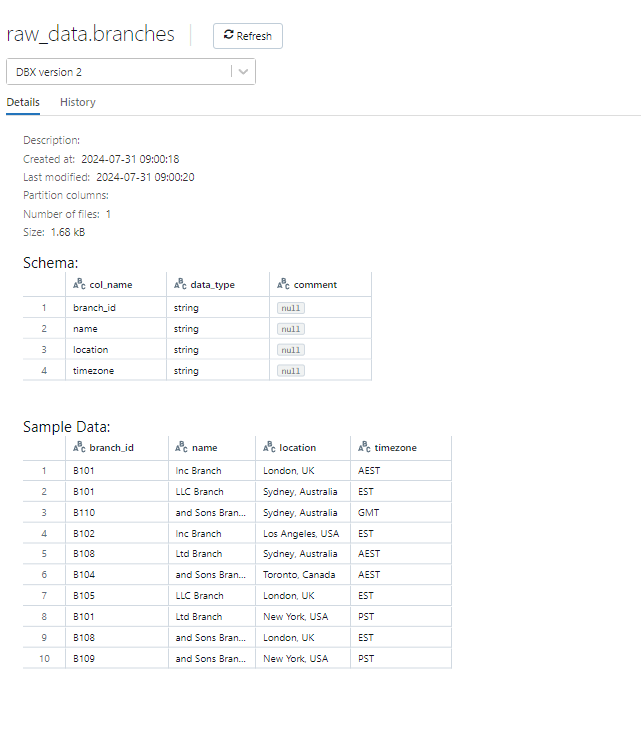 raw_data.branches Refresh
DBX version 2
Details History
Description:
Created at: 2024-07-31 09:00:18
Last modified: 2024-07-31 09:00:20
Partition columns:
Number of files: 1
Size: 1.68 kB
Schema:
ABC col_name ABC data_type ABC comment
1 branch_id string null
2 name string null
3 location string null
4 timezone string null
Sample Data:
ABC branch_id ABC name ABC location ABC timezone
1 B101 Inc Branch London, UK AEST
2 B101 LLC Branch Sydney, Australia EST
3 B110 and Sons Bran... Sydney, Australia GMT
4 B102 Inc Branch Los Angeles, USA EST
5 B108 Ltd Branch Sydney, Australia AEST
6 B104 and Sons Bran... Toronto, Canada AEST
7 B105 LLC Branch London, UK EST
8 B101 Ltd Branch New York, USA PST
9 B108 and Sons Bran... London, UK EST
10 B109 and Sons Bran... New York, USA PST